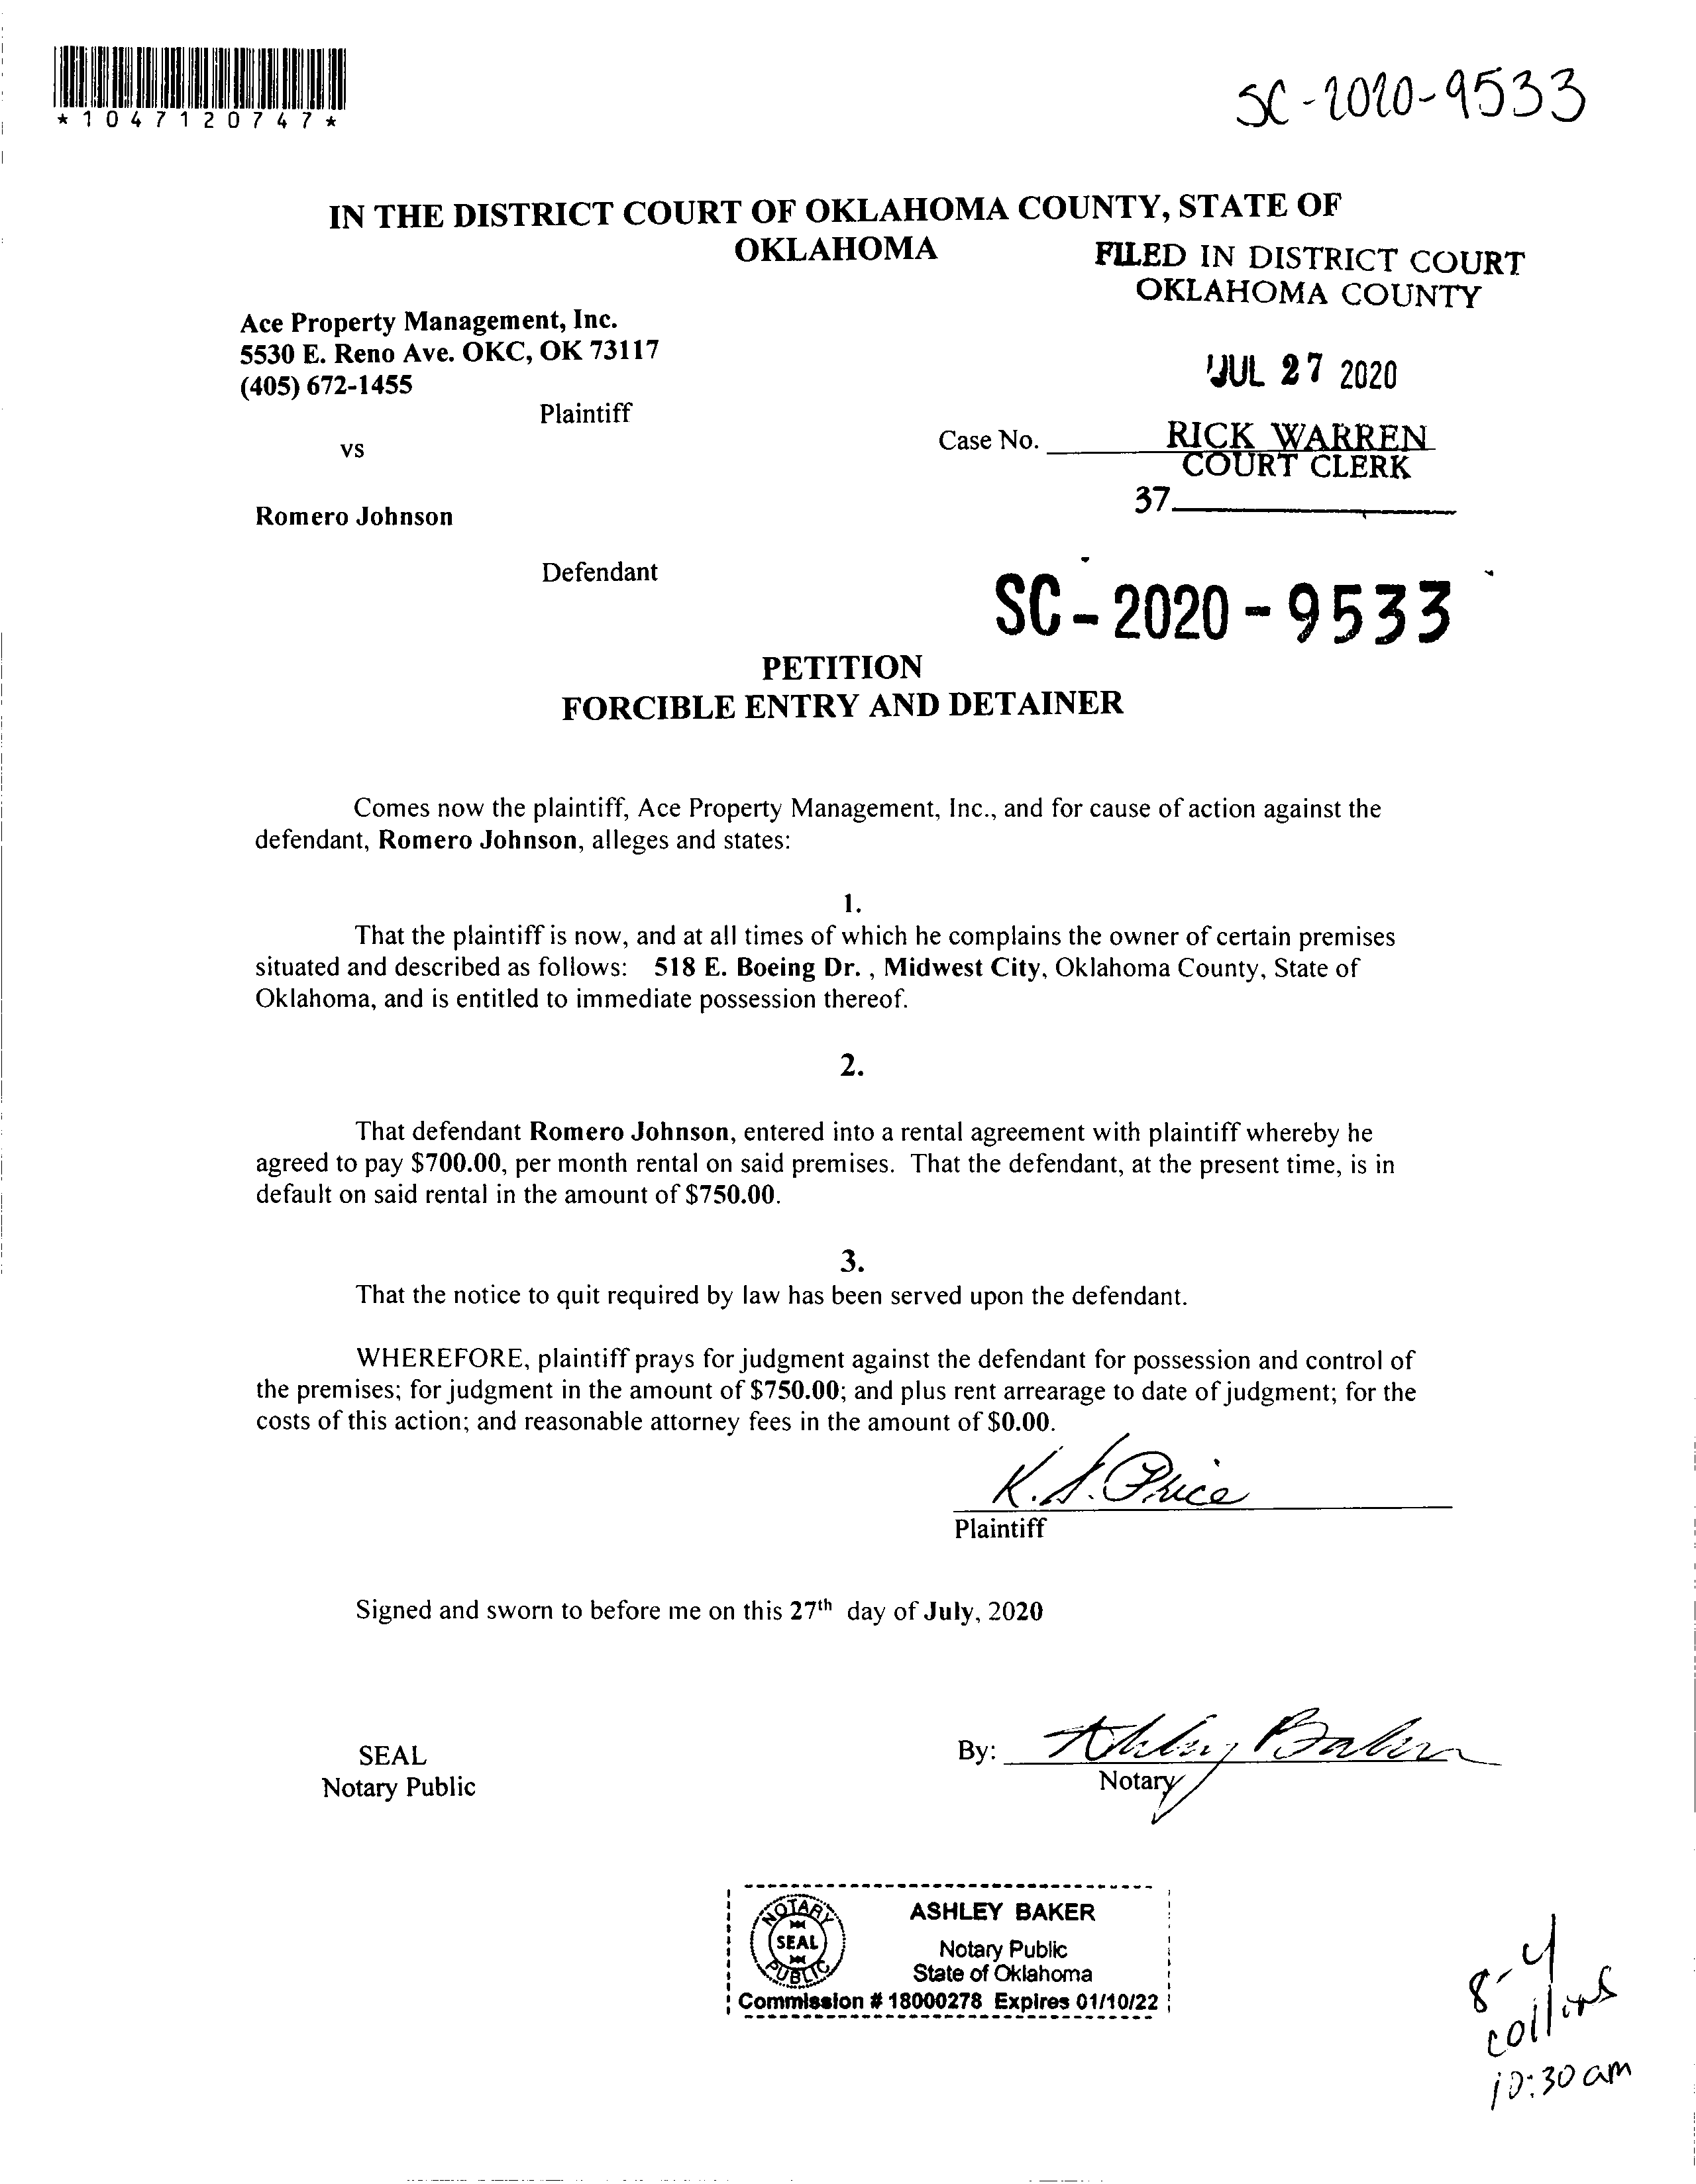 *1047120747*
SC-2020-9533
IN THE DISTRICT COURT OF OKLAHOMA COUNTY, STATE OF
OKLAHOMA
FILED IN DISTRICT COURT
OKLAHOMA COUNTY
Ace Property Management, Inc.
5530 E. Reno Ave. OKC, OK 73117
(405) 672-1455
JUL 27 2020
Plaintiff
vs
Case No.
RICK WARREN
COURT CLERK
37
Romero Johnson
Defendant
SC-2020-9533
PETITION
FORCIBLE ENTRY AND DETAINER
Comes now the plaintiff, Ace Property Management, Inc., and for cause of action against the
defendant, Romero Johnson, alleges and states:
1.
That the plaintiff is now, and at all times of which he complains the owner of certain premises
situated and described as follows: 518 E. Boeing Dr. , Midwest City, Oklahoma County, State of
Oklahoma, and is entitled to immediate possession thereof.
2.
That defendant Romero Johnson, entered into a rental agreement with plaintiff whereby he
agreed to pay $700.00, per month rental on said premises. That the defendant, at the present time, is in
default on said rental in the amount of $750.00.
3.
That the notice to quit required by law has been served upon the defendant.
WHEREFORE, plaintiff prays for judgment against the defendant for possession and control of
the premises; for judgment in the amount of $750.00; and plus rent arrearage to date of judgment; for the
costs of this action; and reasonable attorney fees in the amount of $0.00.
K. S. Price
Plaintiff
Signed and sworn to before me on this 27th day of July, 2020
SEAL
Notary Public
By: Ashley Baker
Notary
NOTARY
SEAL
PUBLIC
ASHLEY BAKER
Notary Public
State of Oklahoma
Commission # 18000278 Expires 01/10/22
8-4
collins
10:30 am